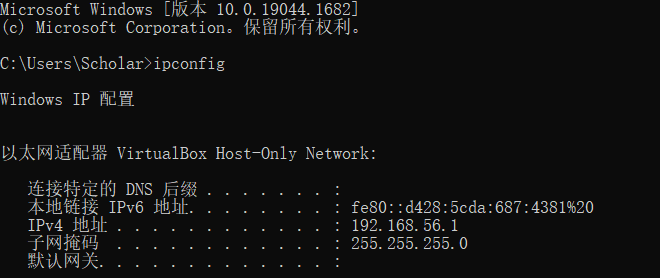 Microsoft Windows [版本 10.0.19044.1682]
(c) Microsoft Corporation。保留所有权利。
C:\Users\Scholar>ipconfig
Windows IP 配置
以太网适配器 VirtualBox Host-Only Network:
连接特定的 DNS 后缀 . . . . . . . :
本地链接 IPv6 地址. . . . . . . . : fe80::d428:5cda:687:4381%20
IPv4 地址 . . . . . . . . . . . . : 192.168.56.1
子网掩码  . . . . . . . . . . . . : 255.255.255.0
默认网关. . . . . . . . . . . . . :